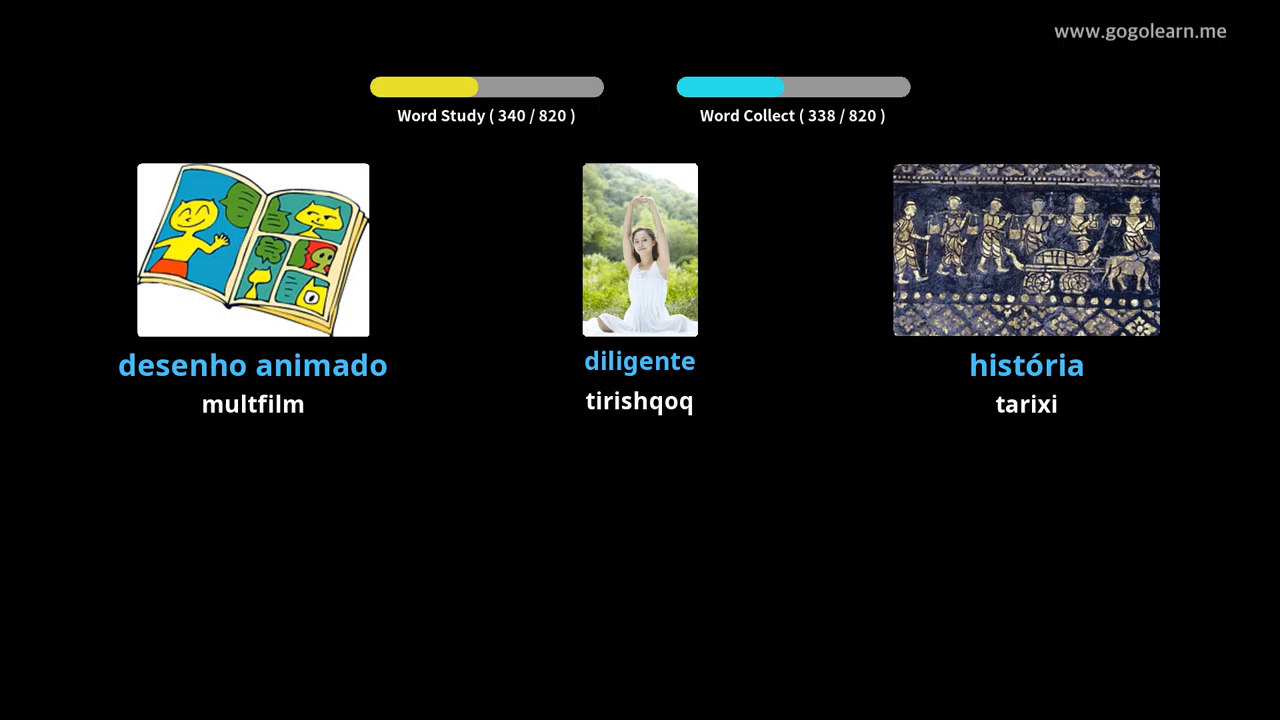 www.gogolearn.me
Word Study ( 340 / 820 )
Word Collect ( 338 / 820 )
desenho animado
multfilm
diligente
tirishqoq
história
tarixi